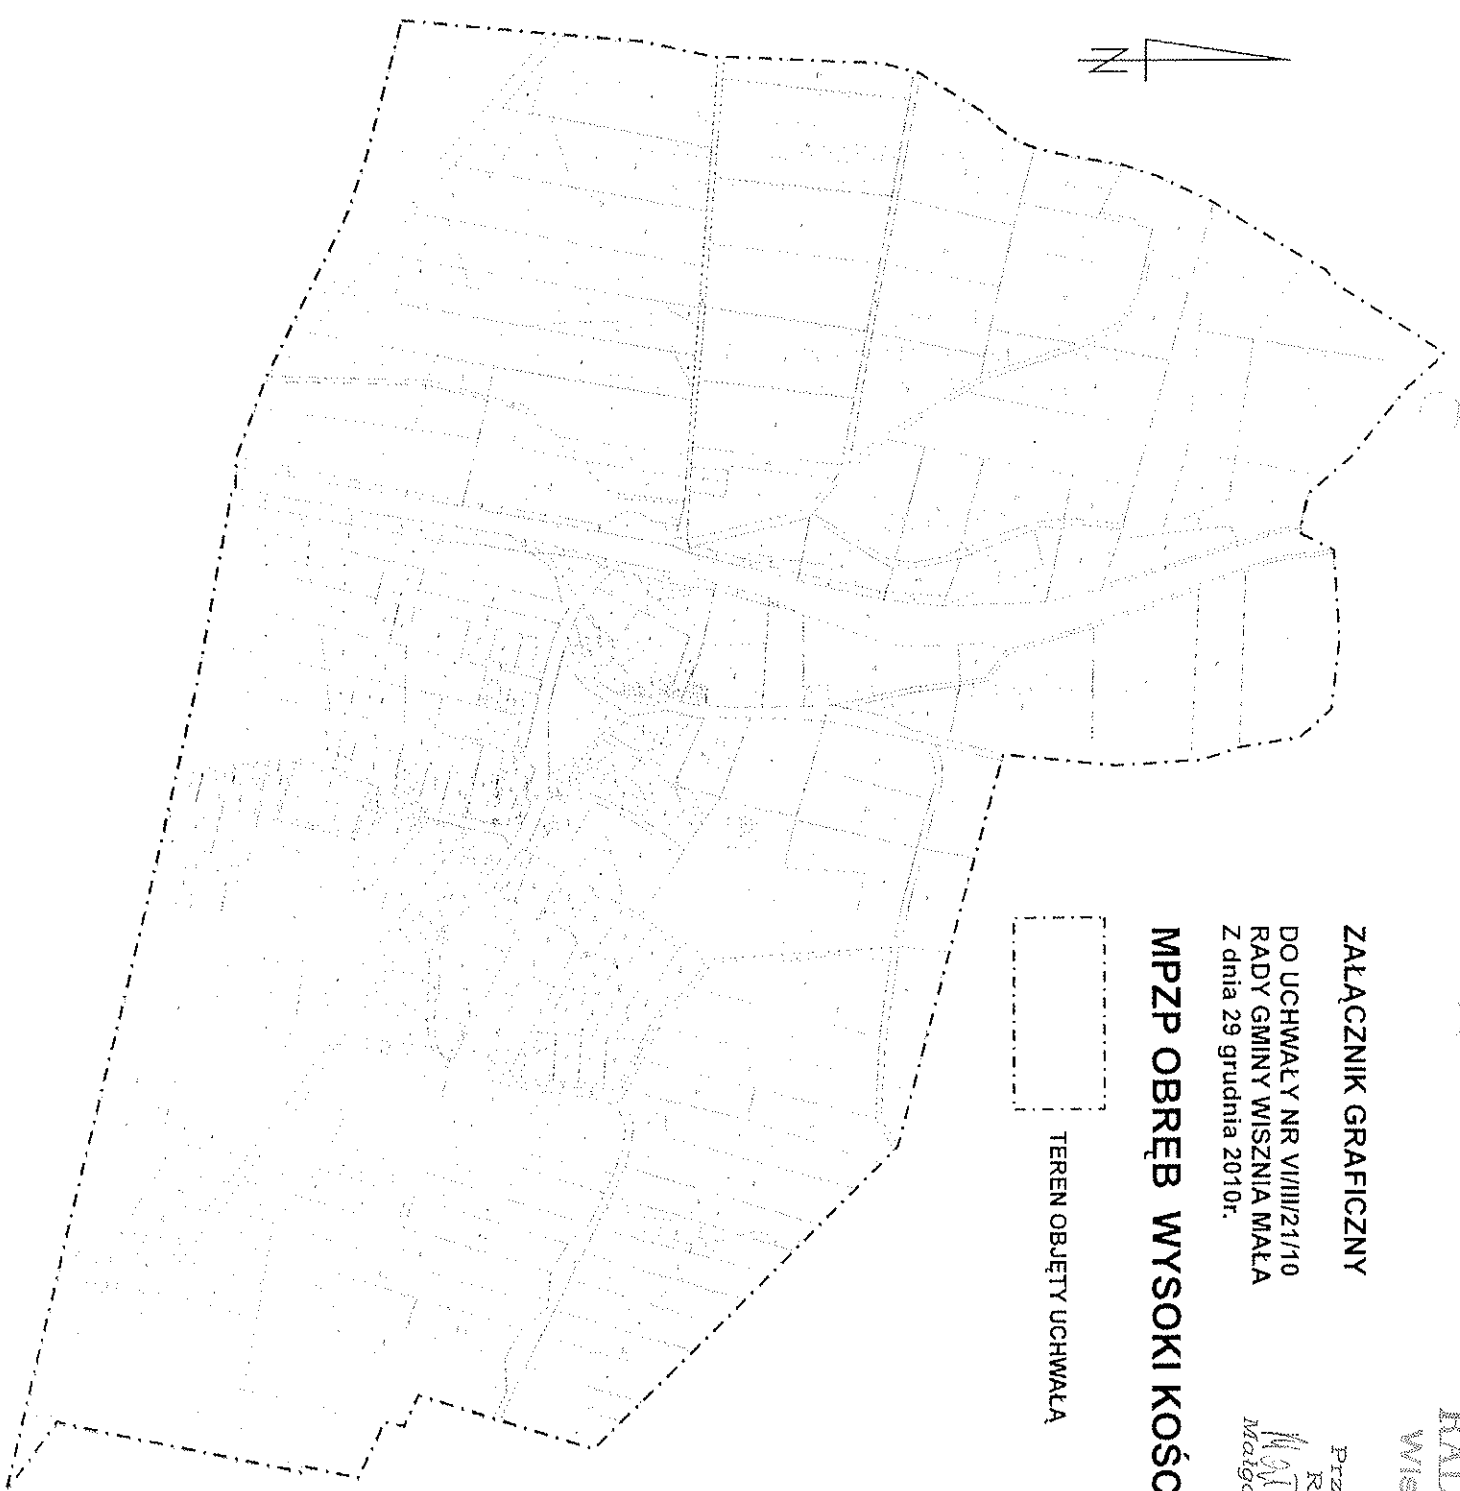 ZAŁĄCZNIK GRAFICZNY
DO UCHWAŁY NR VI/III/21/10
RADY GMINY WISZNIA MAŁA
Z dnia 29 grudnia 2010r.
MPZP OBRĘB WYSOKI KOŚC
TEREN OBJĘTY UCHWAŁĄ
N